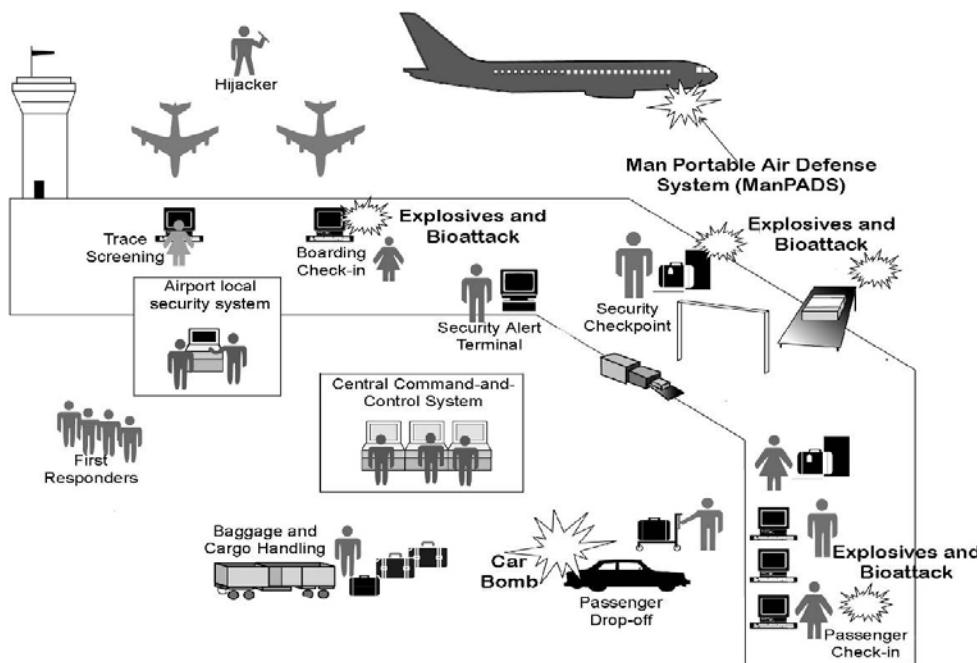 Hijacker
Man Portable Air Defense
System (ManPADS)
Trace
Screening
Boarding
Check-in
Explosives and
Bioattack
Explosives and
Bioattack
Airport local
security system
Security Alert
Terminal
Security
Checkpoint
Central Command-and-
Control System
First
Responders
Baggage and
Cargo Handling
Car
Bomb
Passenger
Drop-off
Explosives and
Bioattack
Passenger
Check-in